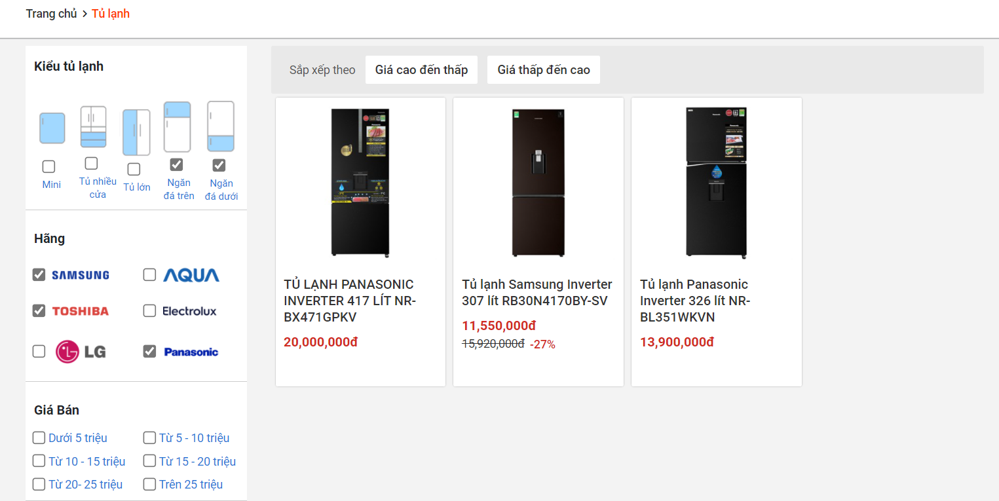 Trang chủ > Tủ lạnh
Kiểu tủ lạnh
Mini
Tủ nhiều
cửa
Tủ lớn
Ngăn
đá trên
Ngăn
đá dưới
Hãng
SAMSUNG
AQUA
TOSHIBA
Electrolux
LG
Panasonic
Giá Bán
Dưới 5 triệu
Từ 5 - 10 triệu
Từ 10 - 15 triệu
Từ 15 - 20 triệu
Từ 20- 25 triệu
Trên 25 triệu
Sắp xếp theo
Giá cao đến thấp
Giá thấp đến cao
TỦ LẠNH PANASONIC
INVERTER 417 LÍT NR-
BX471GPKV
20,000,000đ
Tủ lạnh Samsung Inverter
307 lít RB30N4170BY-SV
11,550,000đ
15,920,000đ -27%
Tủ lạnh Panasonic
Inverter 326 lít NR-
BL351WKVN
13,900,000đ